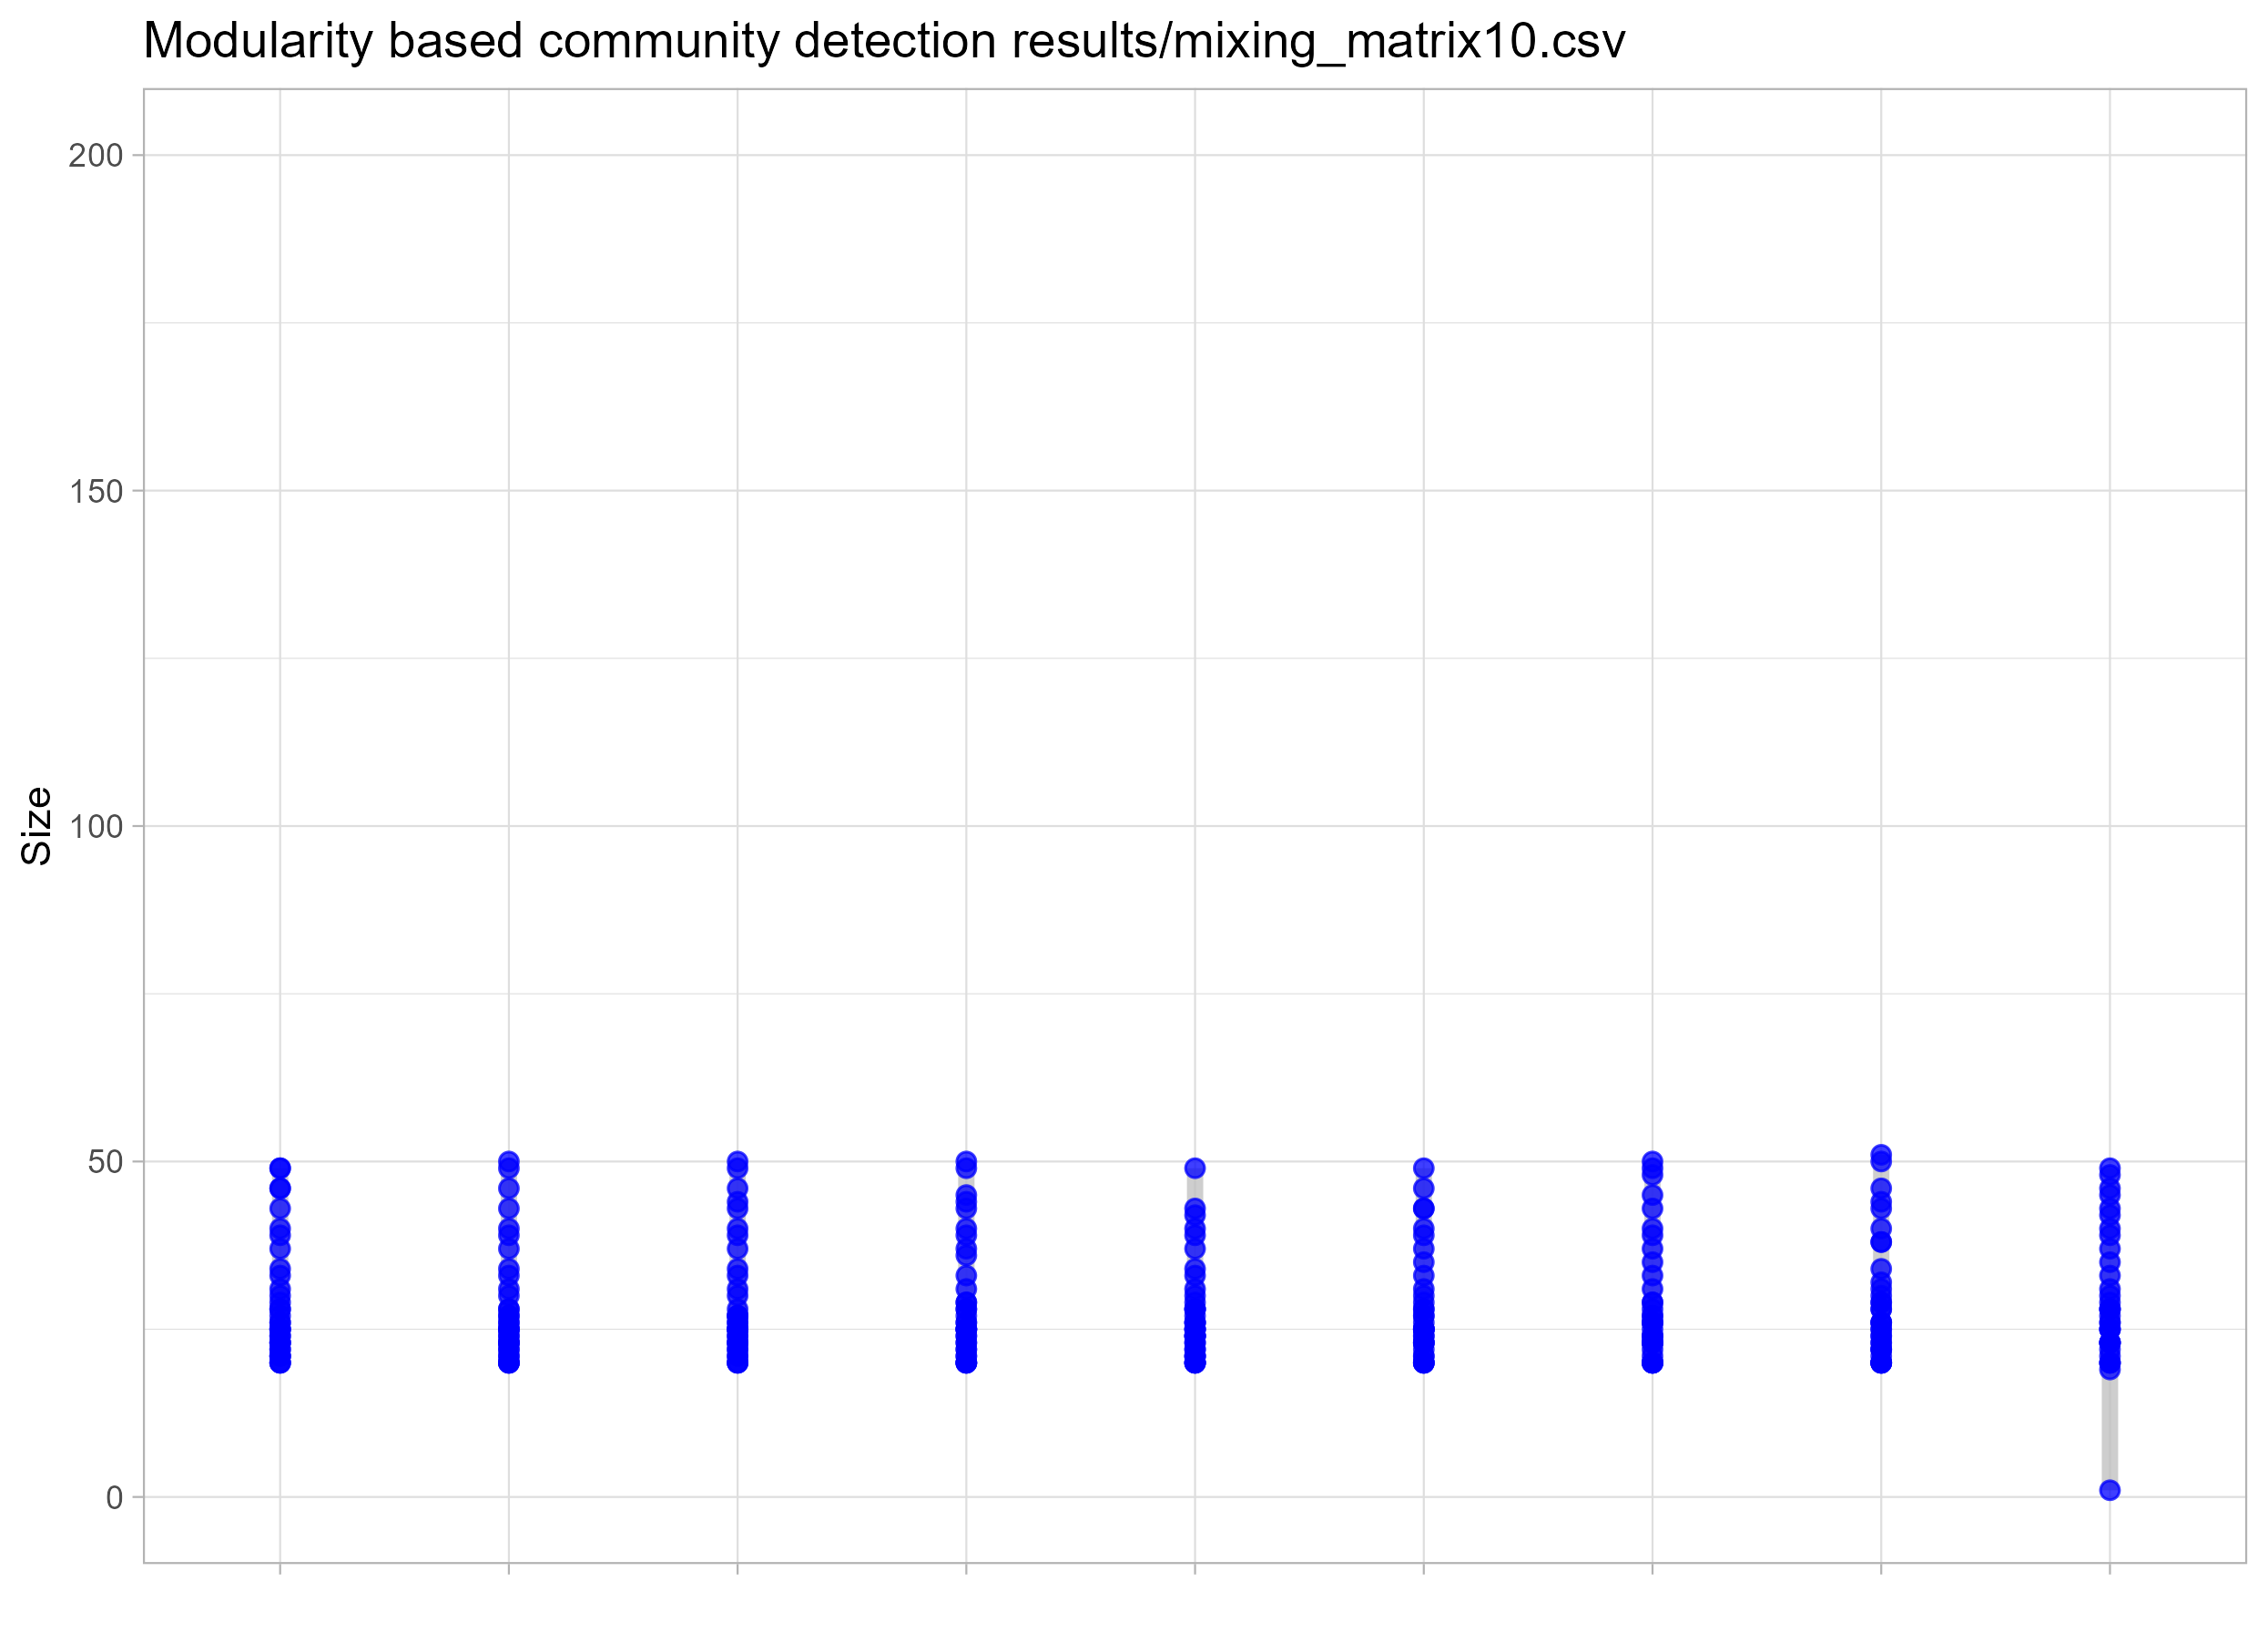 Modularity based community detection results/mixing_matrix10.csv
200
150
100
50
0
Size